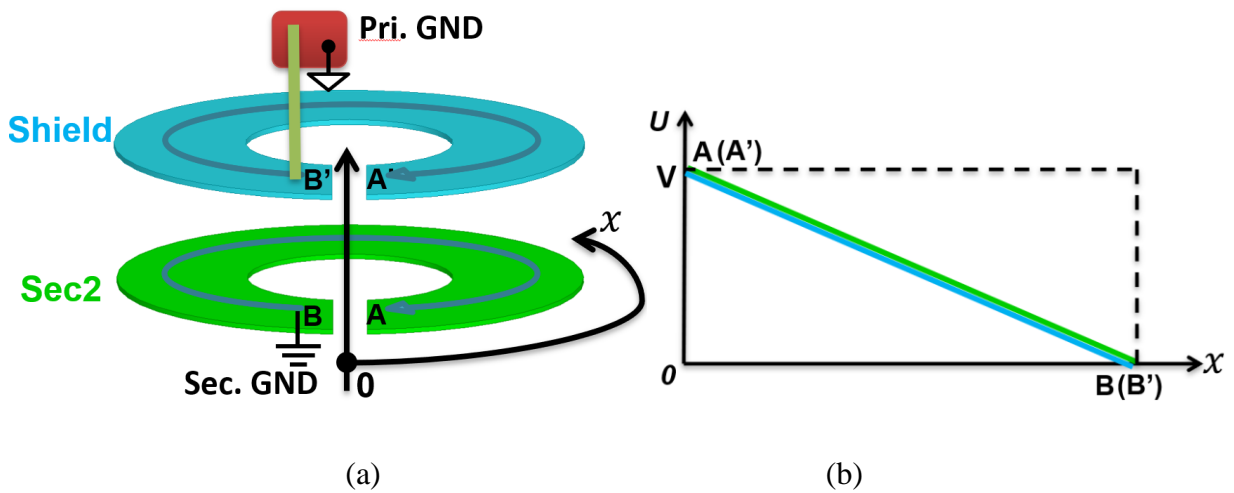 Pri. GND
Shield
B' A'
x
Sec2
B A
Sec. GND 0
U
A (A')
V
0
x
B (B')
(a) (b)